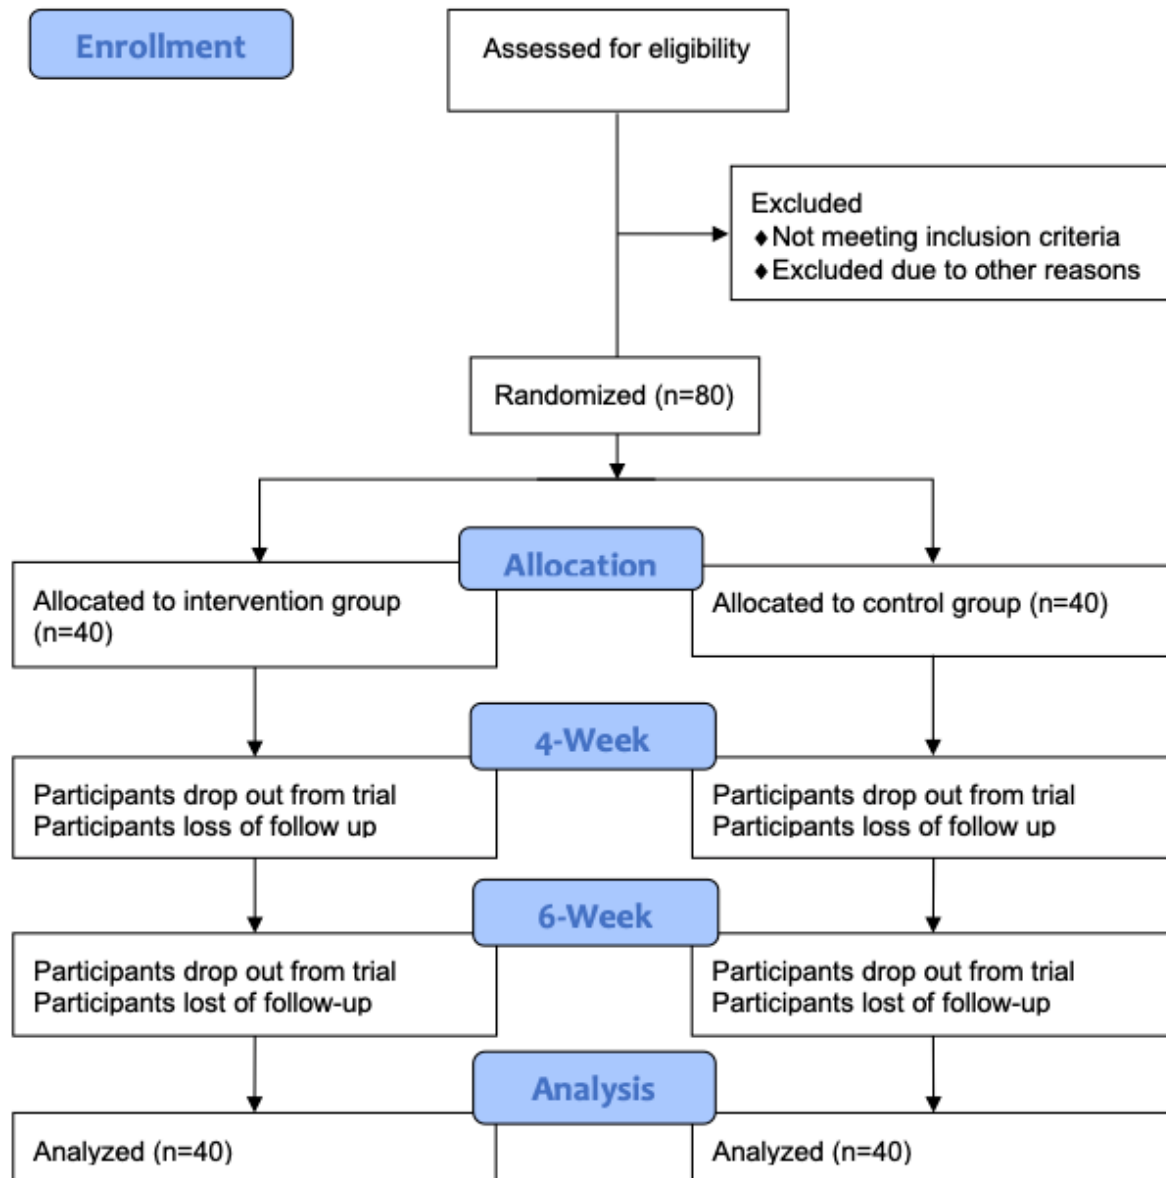 Enrollment
Assessed for eligibility
Excluded
♦Not meeting inclusion criteria
♦Excluded due to other reasons
Randomized (n=80)
Allocation
Allocated to intervention group
(n=40)
Allocated to control group (n=40)
4-Week
Participants drop out from trial
Participants loss of follow up
Participants drop out from trial
Participants loss of follow up
6-Week
Participants drop out from trial
Participants lost of follow-up
Participants drop out from trial
Participants lost of follow-up
Analysis
Analyzed (n=40)
Analyzed (n=40)